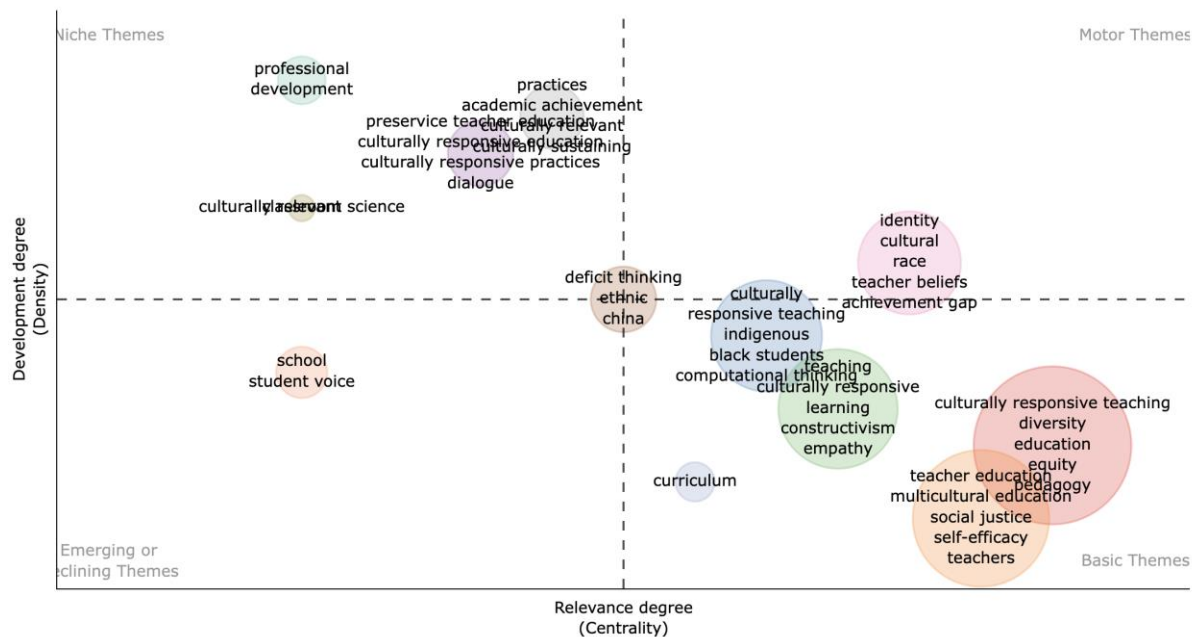 Niche Themes
Motor Themes
professional
development
practices
academic achievement
culturally relevant
culturally sustaining
preservice teacher education
culturally responsive education
culturally responsive practices
dialogue
culturally relevant science
classroom
identity
cultural
race
teacher beliefs
achievement gap
deficit thinking
ethnic
china
culturally
responsive teaching
indigenous
black students
computational thinking
teaching
culturally responsive
learning
constructivism
empathy
school
student voice
culturally responsive teaching
diversity
education
equity
pedagogy
curriculum
teacher education
multicultural education
social justice
self-efficacy
teachers
Emerging or
eclining Themes
Basic Themes
Development degree
(Density)
Relevance degree
(Centrality)